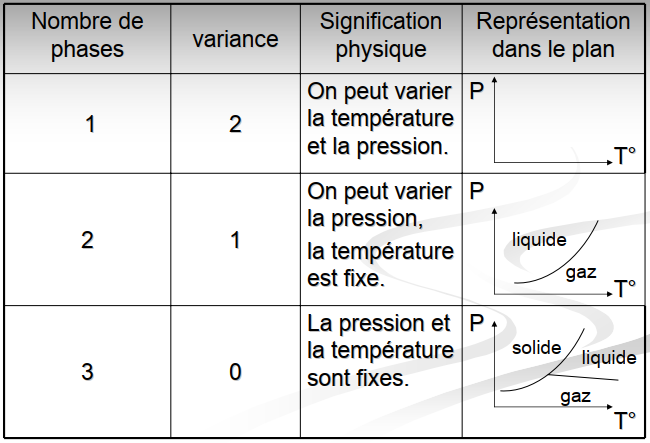 Nombre de
phases
variance
Signification
physique
Représentation
dans le plan
1
2
On peut varier
la température
et la pression.
P
T°
2
1
On peut varier
la pression,
la température
est fixe.
P
liquide
gaz
T°
3
0
La pression et
la température
sont fixes.
P
solide
liquide
gaz
T°